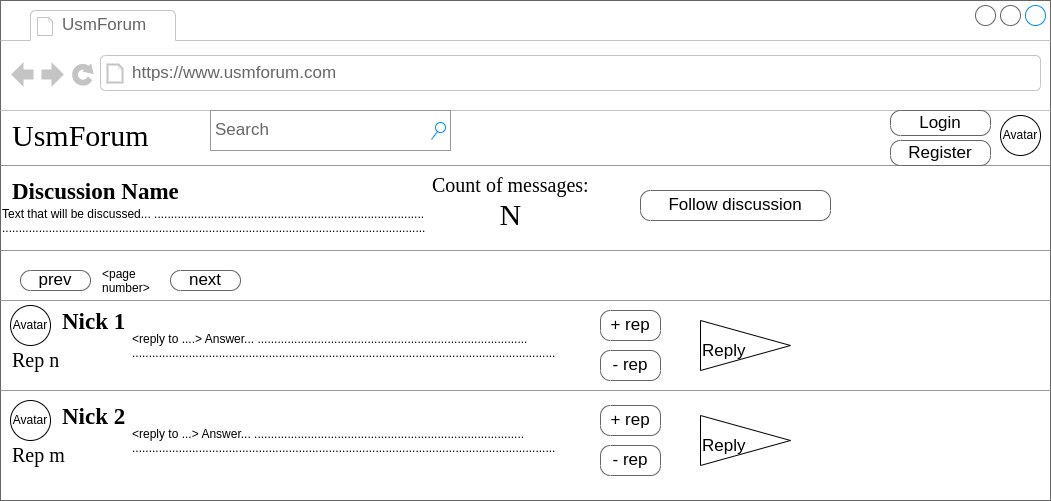 UsmForum
https://www.usmforum.com
UsmForum
Search
Login
Register
Avatar
Discussion Name
Text that will be discussed... .................................................................................
...............................................................................................................................
Count of messages:
N
Follow discussion
prev
<page
number>
next
Avatar
Nick 1
Rep n
<reply to ....> Answer... .................................................................................
...............................................................................................................................
+ rep
- rep
Reply
Avatar
Nick 2
Rep m
<reply to ...> Answer... .................................................................................
...............................................................................................................................
+ rep
- rep
Reply